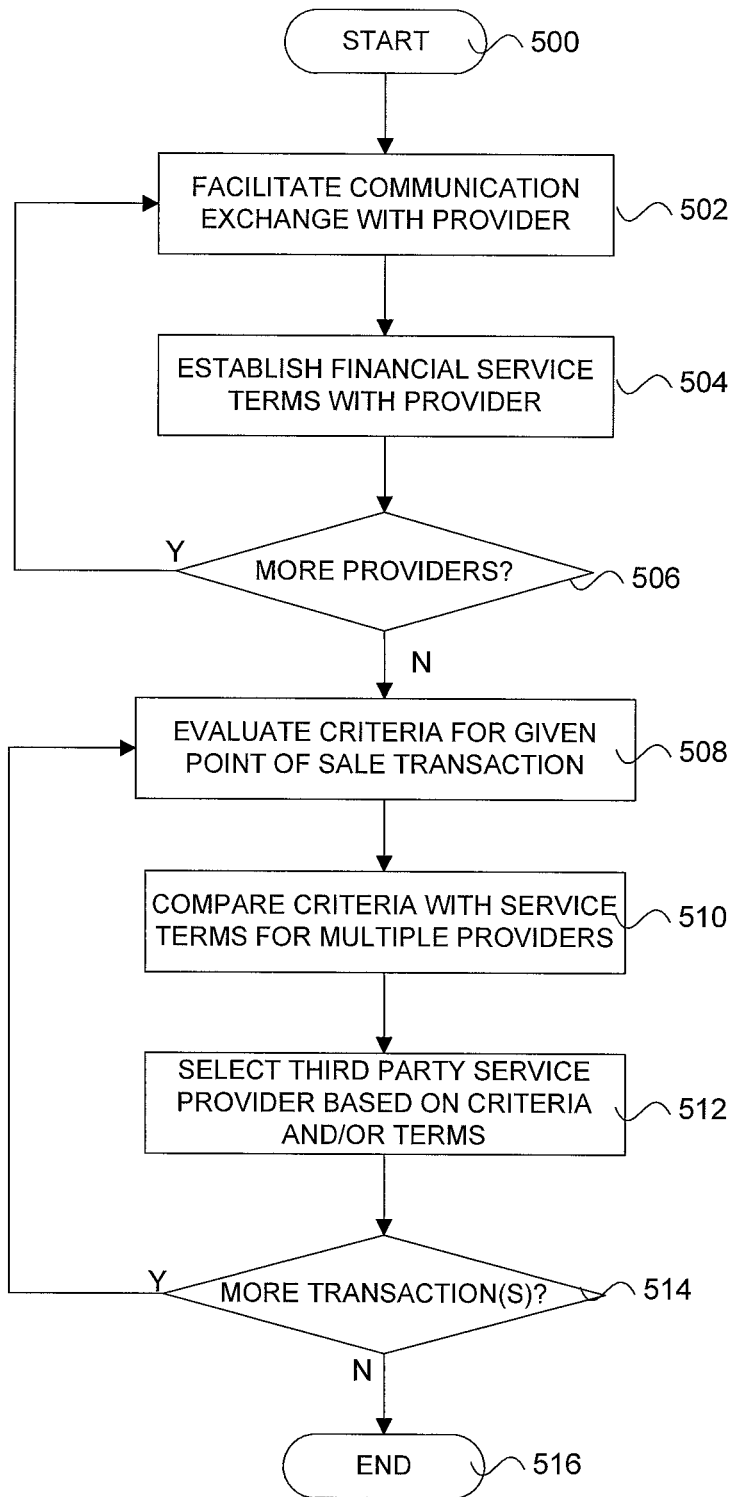 START
500
FACILITATE COMMUNICATION
EXCHANGE WITH PROVIDER
502
ESTABLISH FINANCIAL SERVICE
TERMS WITH PROVIDER
504
Y
MORE PROVIDERS?
506
N
EVALUATE CRITERIA FOR GIVEN
POINT OF SALE TRANSACTION
508
COMPARE CRITERIA WITH SERVICE
TERMS FOR MULTIPLE PROVIDERS
510
SELECT THIRD PARTY SERVICE
PROVIDER BASED ON CRITERIA
AND/OR TERMS
512
Y
MORE TRANSACTION(S)?
514
N
END
516